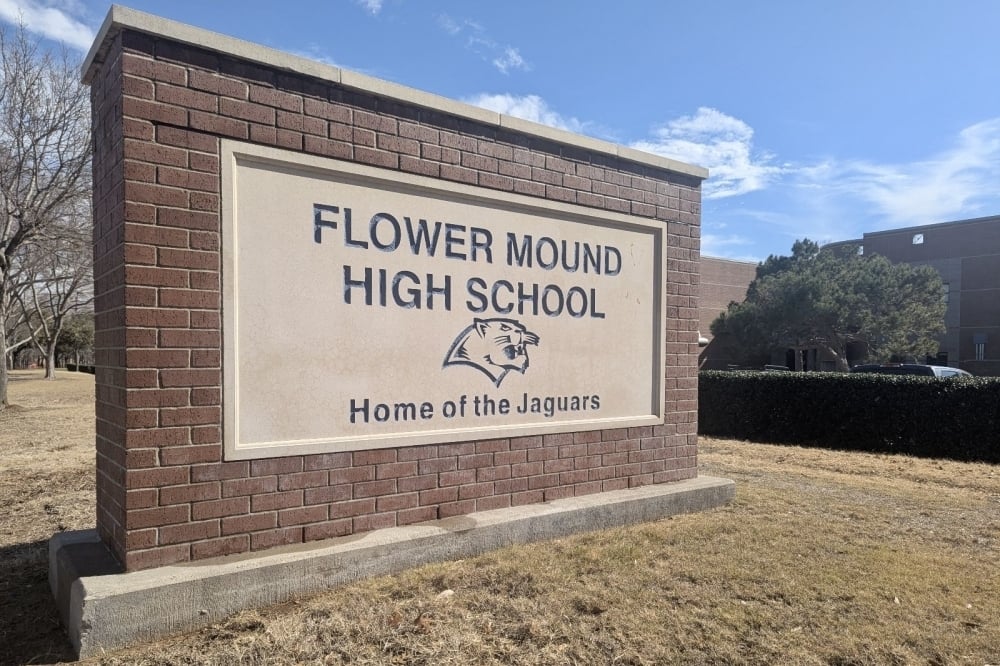 FLOWER MOUND
HIGH SCHOOL
Home of the Jaguars